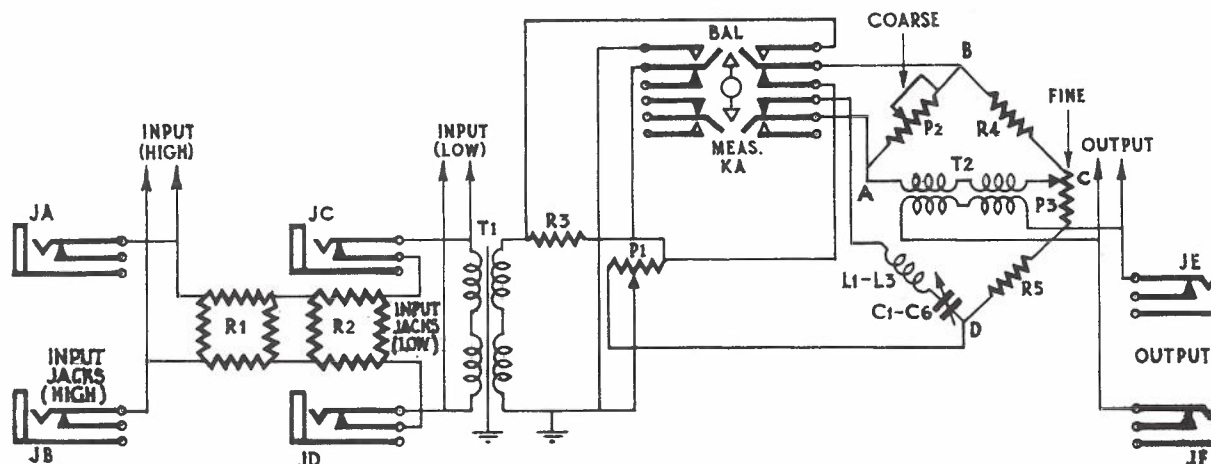 COARSE
BAL
B
INPUT
(HIGH)
INPUT
(LOW)
FINE
P2
R4
OUTPUT
MEAS.
KA
A
T2
C
P3
JA
JC
T1
R3
P1
JE
L1-L3
R5
R1
R2
INPUT
JACKS
(LOW)
C1-C6
D
INPUT
JACKS
(HIGH)
OUTPUT
JB
JD
JF